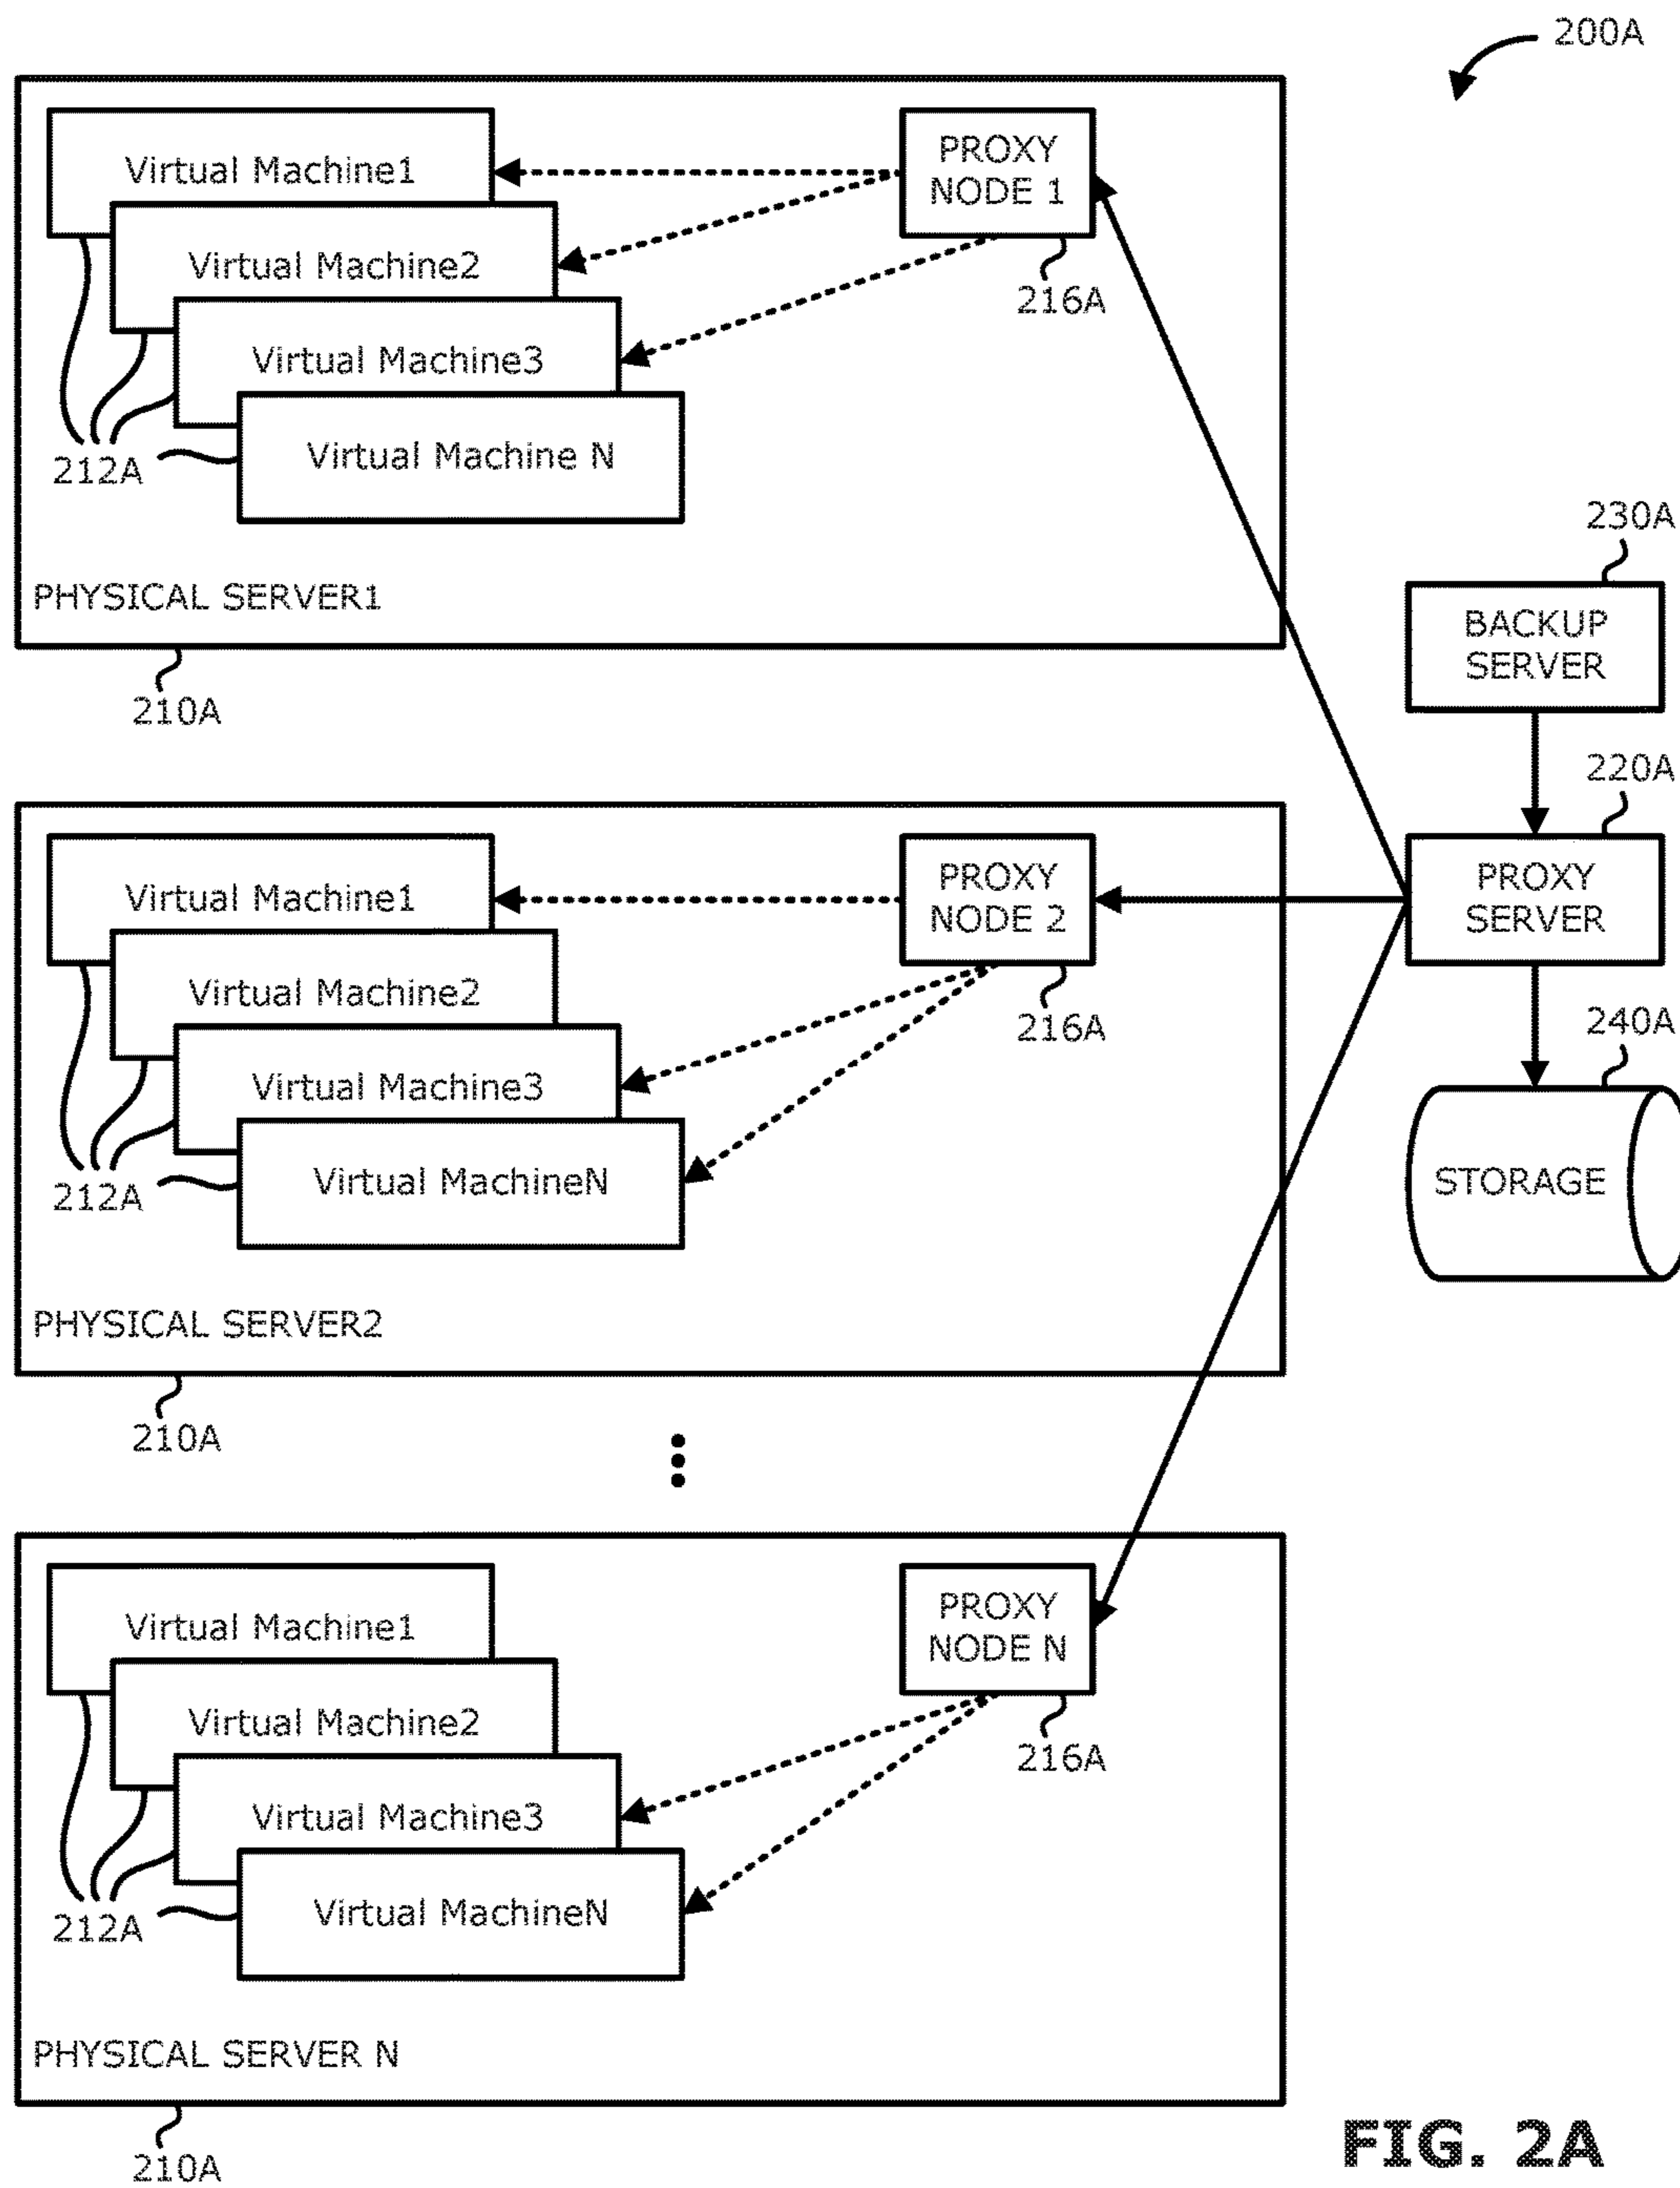 200A
Virtual Machine1
Virtual Machine2
Virtual Machine3
Virtual Machine N
212A
PROXY
NODE 1
216A
PHYSICAL SERVER1
210A
230A
BACKUP
SERVER
220A
PROXY
SERVER
240A
STORAGE
Virtual Machine1
Virtual Machine2
Virtual Machine3
Virtual MachineN
212A
PROXY
NODE 2
216A
PHYSICAL SERVER2
210A
Virtual Machine1
Virtual Machine2
Virtual Machine3
Virtual MachineN
212A
PROXY
NODE N
216A
PHYSICAL SERVER N
210A
FIG. 2A